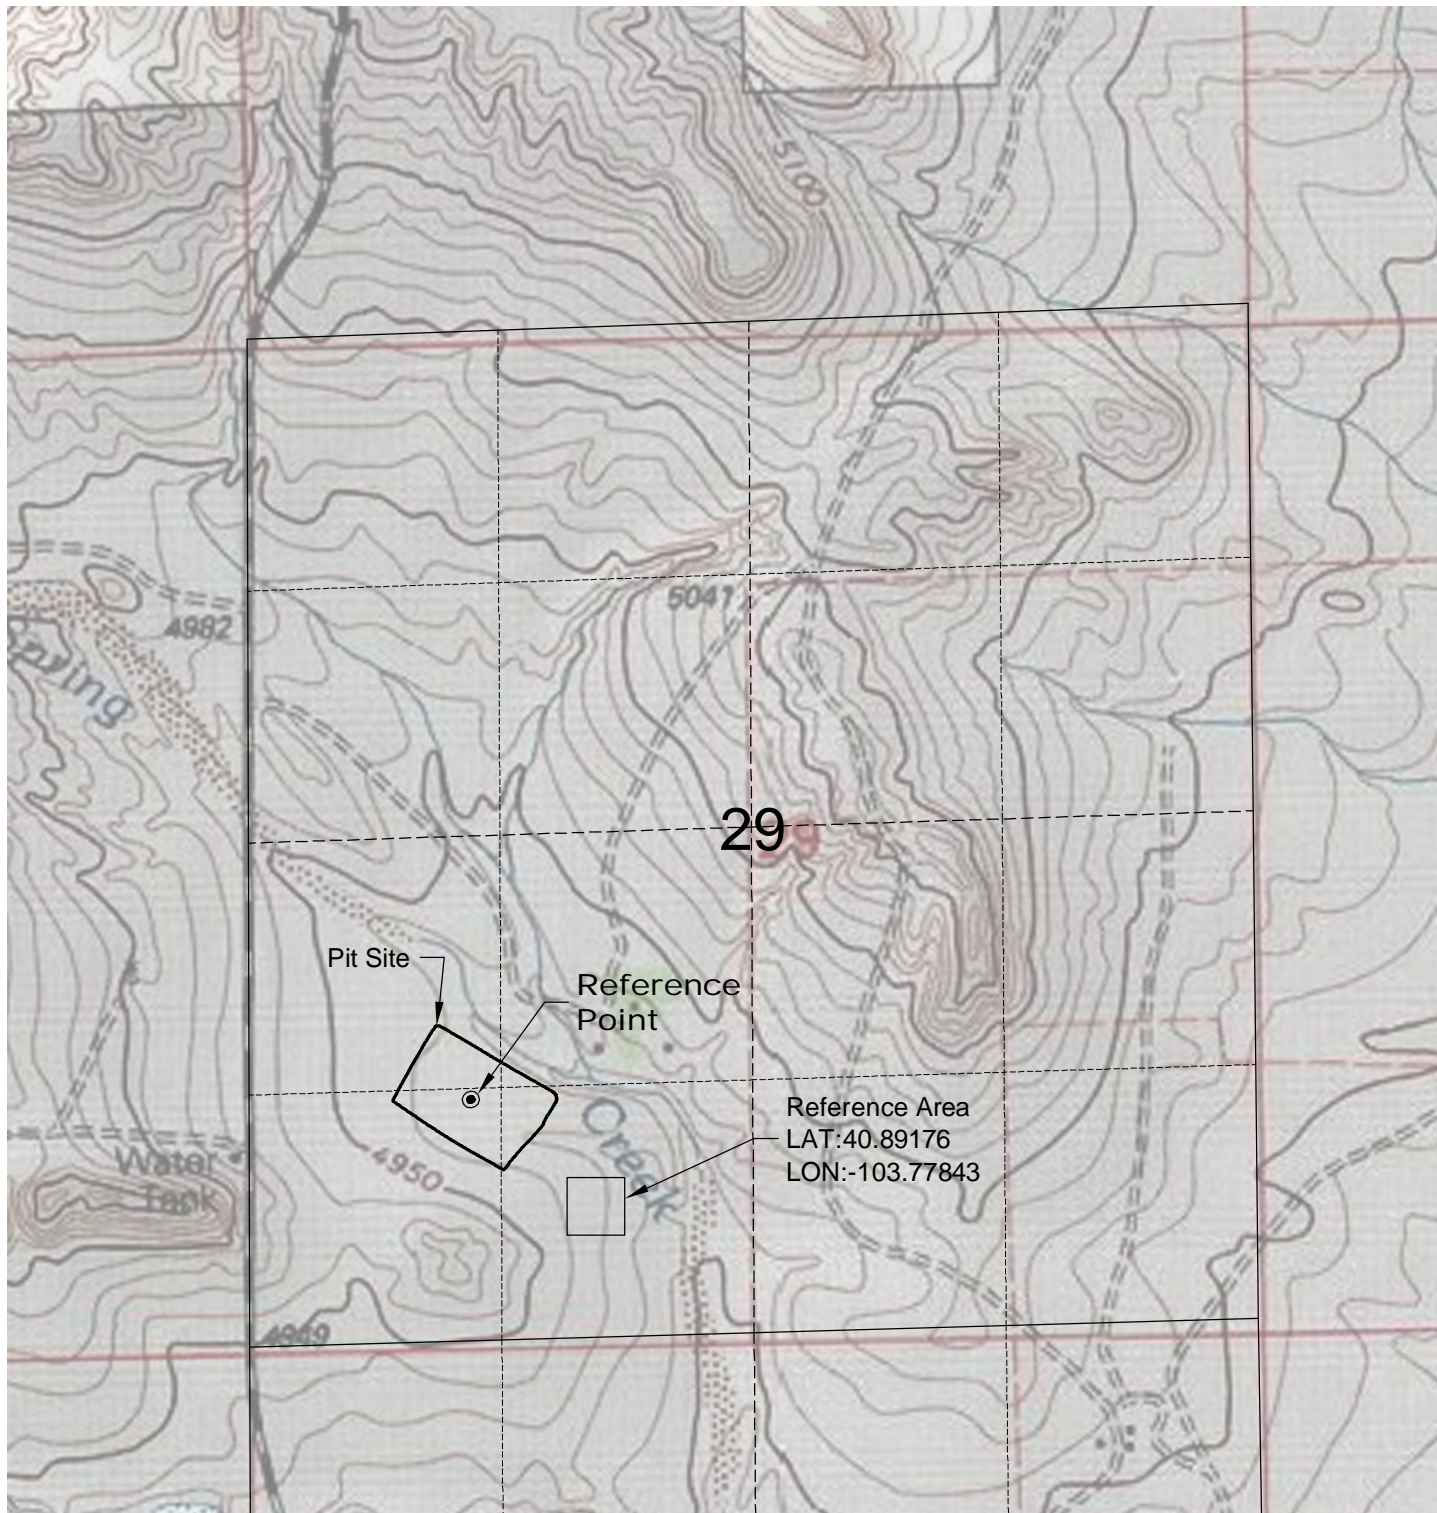 5100
5041
4982
29
29
Pit Site
Reference
Point
Reference Area
LAT:40.89176
LON:-103.77843
Creek
4950
Water
Tank
4969